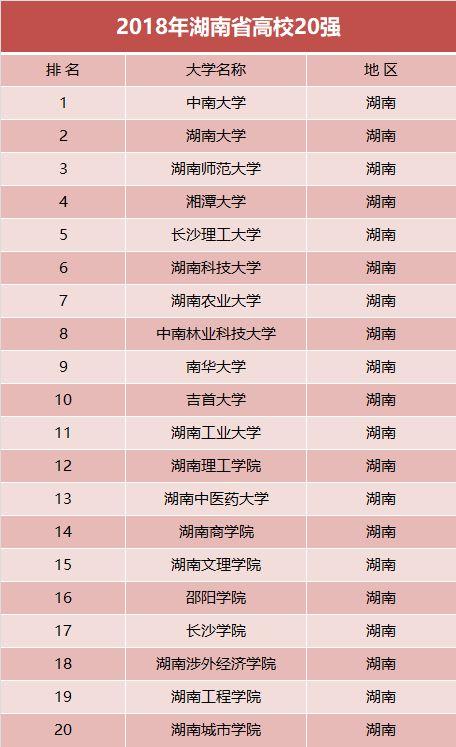 2018年湖南省高校20强
排 名 大学名称 地 区
1 中南大学 湖南
2 湖南大学 湖南
3 湖南师范大学 湖南
4 湘潭大学 湖南
5 长沙理工大学 湖南
6 湖南科技大学 湖南
7 湖南农业大学 湖南
8 中南林业科技大学 湖南
9 南华大学 湖南
10 吉首大学 湖南
11 湖南工业大学 湖南
12 湖南理工学院 湖南
13 湖南中医药大学 湖南
14 湖南商学院 湖南
15 湖南文理学院 湖南
16 邵阳学院 湖南
17 长沙学院 湖南
18 湖南涉外经济学院 湖南
19 湖南工程学院 湖南
20 湖南城市学院 湖南